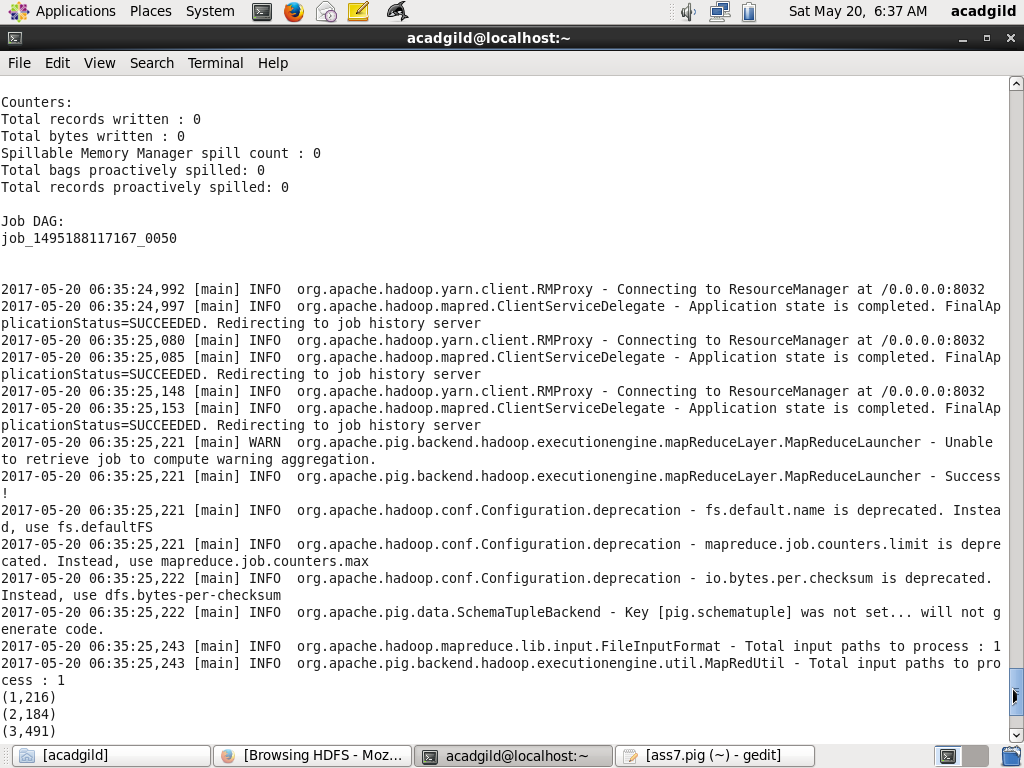 Applications Places System Sat May 20, 6:37 AM acadgild
acadgild@localhost:~
File Edit View Search Terminal Help
Counters:
Total records written : 0
Total bytes written : 0
Spillable Memory Manager spill count : 0
Total bags proactively spilled: 0
Total records proactively spilled: 0
Job DAG:
job_1495188117167_0050
2017-05-20 06:35:24,992 [main] INFO  org.apache.hadoop.yarn.client.RMProxy - Connecting to ResourceManager at /0.0.0.0:8032
2017-05-20 06:35:24,997 [main] INFO  org.apache.hadoop.mapred.ClientServiceDelegate - Application state is completed. FinalAp
plicationStatus=SUCCEEDED. Redirecting to job history server
2017-05-20 06:35:25,080 [main] INFO  org.apache.hadoop.yarn.client.RMProxy - Connecting to ResourceManager at /0.0.0.0:8032
2017-05-20 06:35:25,085 [main] INFO  org.apache.hadoop.mapred.ClientServiceDelegate - Application state is completed. FinalAp
plicationStatus=SUCCEEDED. Redirecting to job history server
2017-05-20 06:35:25,148 [main] INFO  org.apache.hadoop.yarn.client.RMProxy - Connecting to ResourceManager at /0.0.0.0:8032
2017-05-20 06:35:25,153 [main] INFO  org.apache.hadoop.mapred.ClientServiceDelegate - Application state is completed. FinalAp
plicationStatus=SUCCEEDED. Redirecting to job history server
2017-05-20 06:35:25,221 [main] WARN  org.apache.pig.backend.hadoop.executionengine.mapReduceLayer.MapReduceLauncher - Unable
to retrieve job to compute warning aggregation.
2017-05-20 06:35:25,221 [main] INFO  org.apache.pig.backend.hadoop.executionengine.mapReduceLayer.MapReduceLauncher - Success
!
2017-05-20 06:35:25,221 [main] INFO  org.apache.hadoop.conf.Configuration.deprecation - fs.default.name is deprecated. Instea
d, use fs.defaultFS
2017-05-20 06:35:25,221 [main] INFO  org.apache.hadoop.conf.Configuration.deprecation - mapreduce.job.counters.limit is depre
cated. Instead, use mapreduce.job.counters.max
2017-05-20 06:35:25,222 [main] INFO  org.apache.hadoop.conf.Configuration.deprecation - io.bytes.per.checksum is deprecated.
Instead, use dfs.bytes-per-checksum
2017-05-20 06:35:25,222 [main] INFO  org.apache.pig.data.SchemaTupleBackend - Key [pig.schematuple] was not set... will not g
enerate code.
2017-05-20 06:35:25,243 [main] INFO  org.apache.hadoop.mapreduce.lib.input.FileInputFormat - Total input paths to process : 1
2017-05-20 06:35:25,243 [main] INFO  org.apache.pig.backend.hadoop.executionengine.util.MapRedUtil - Total input paths to pro
cess : 1
(1,216)
(2,184)
(3,491)
[acadgild] [Browsing HDFS - Moz... acadgild@localhost:~ [ass7.pig (~) - gedit]